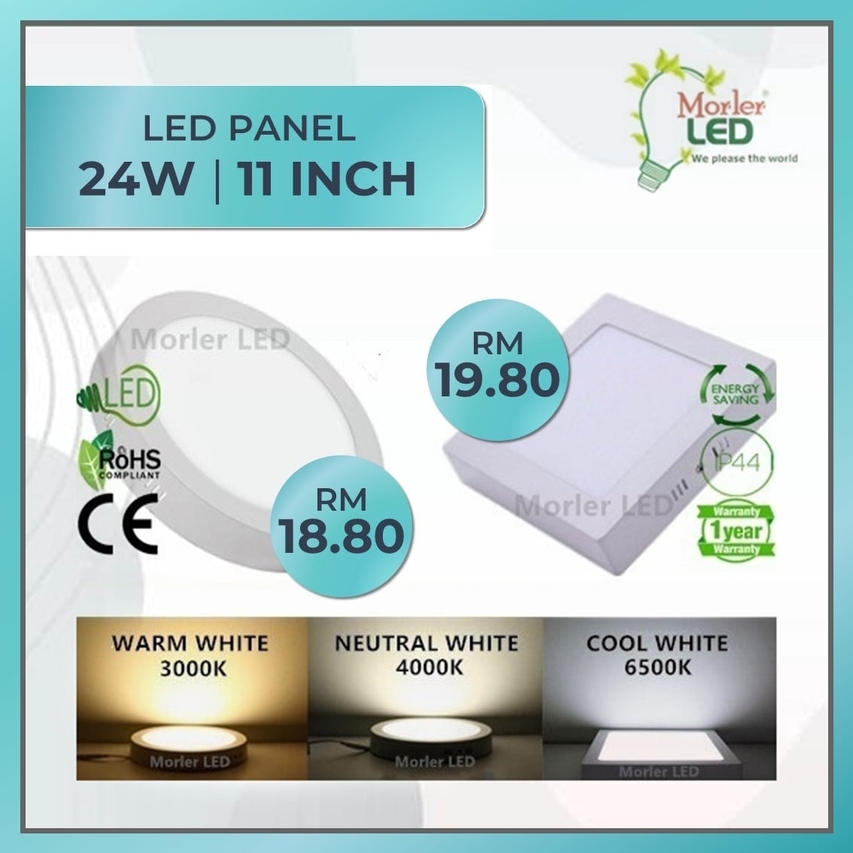 LED PANEL
24W | 11 INCH
Morler®
LED
We please the world
Morler LED
RM
19.80
LED
RoHS
COMPLIANT
CE
ENERGY
SAVING
IP44
Morler LED
Warranty
1 year
Warranty
RM
18.80
WARM WHITE
3000K
NEUTRAL WHITE
4000K
COOL WHITE
6500K
Morler LED
Morler LED
Morler LED